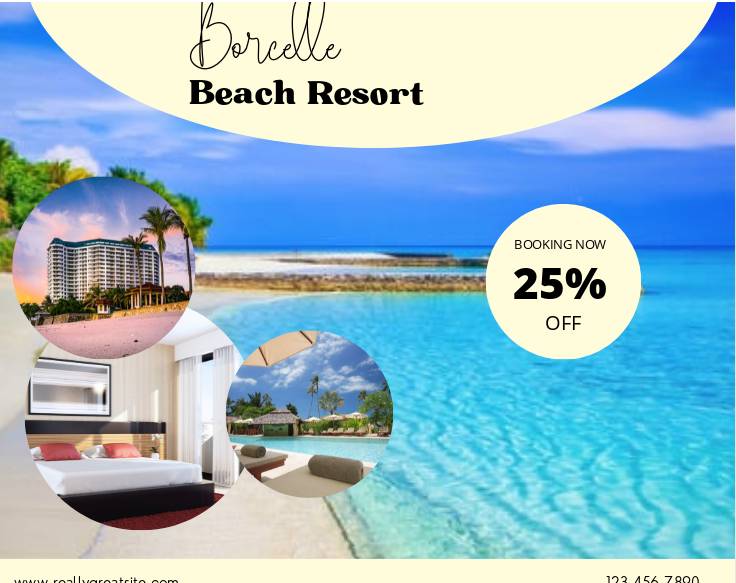 Borcelle
Beach Resort
BOOKING NOW
25%
OFF
www.reallygreatsite.com
123-456-7890